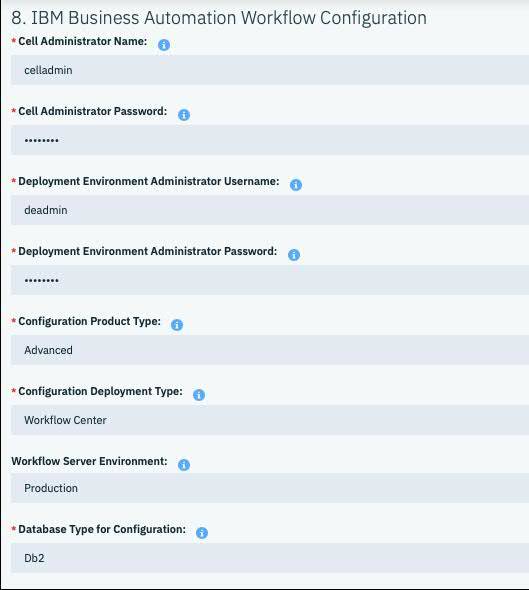 8. IBM Business Automation Workflow Configuration
* Cell Administrator Name: i
celladmin
* Cell Administrator Password: i
••••••••
* Deployment Environment Administrator Username: i
deadmin
* Deployment Environment Administrator Password: i
••••••••
* Configuration Product Type: i
Advanced
* Configuration Deployment Type: i
Workflow Center
Workflow Server Environment: i
Production
* Database Type for Configuration: i
Db2